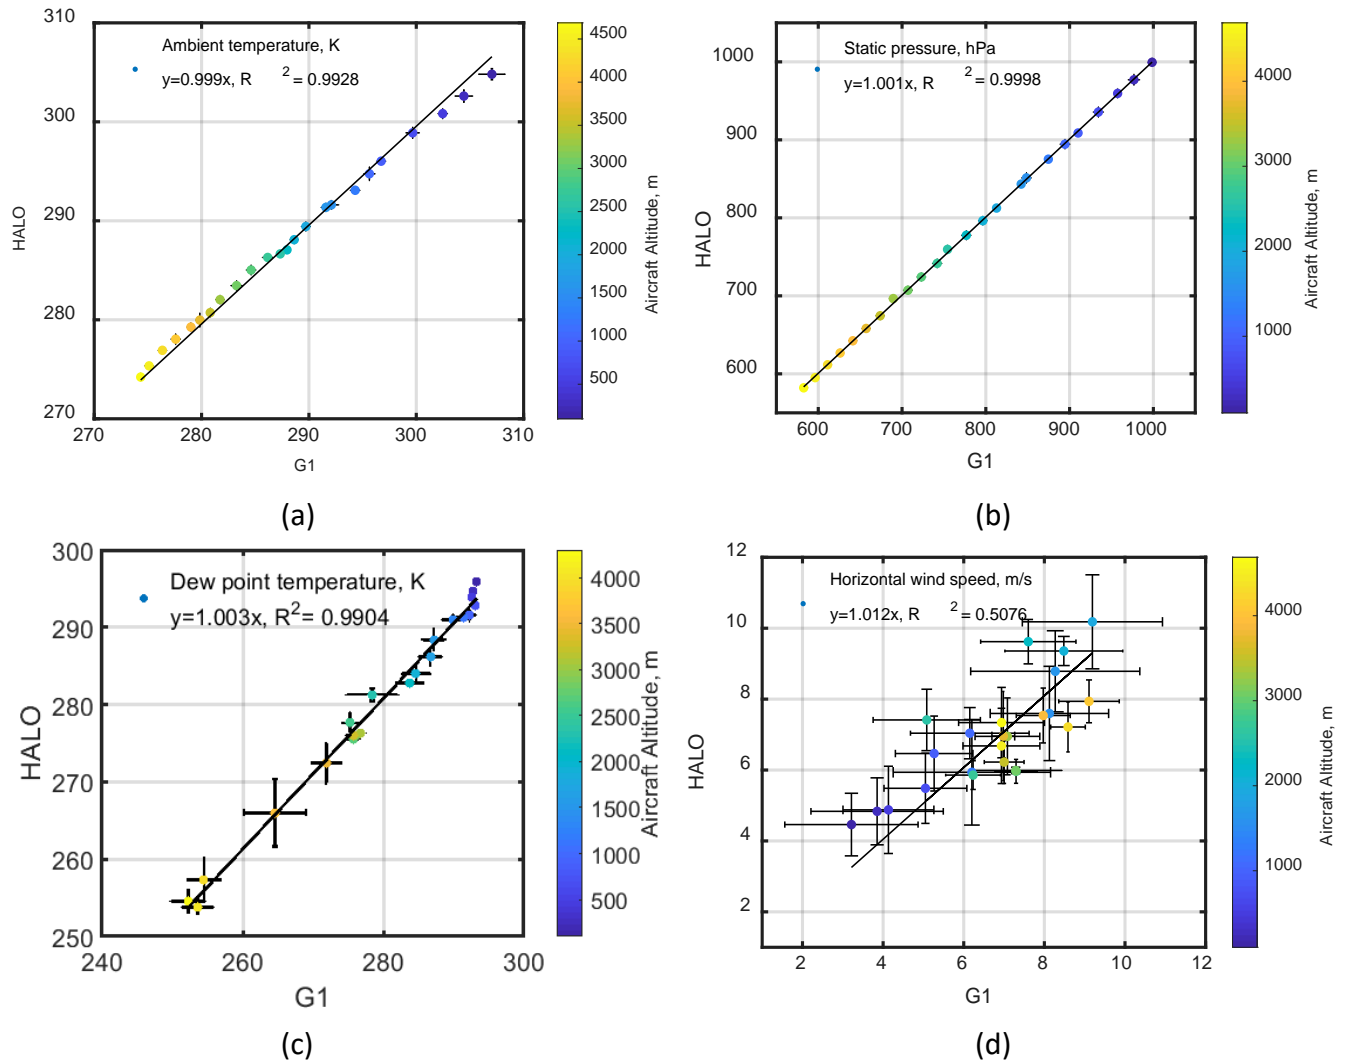 310
300
290
280
270
HALO
Ambient temperature, K
y=0.999x, R 2 = 0.9928
270 280 290 300 310
G1
4500
4000
3500
3000
2500
2000
1500
1000
500
Aircraft Altitude, m
(a)
1000
900
800
700
600
HALO
Static pressure, hPa
y=1.001x, R 2 = 0.9998
600 700 800 900 1000
G1
4000
3000
2000
1000
Aircraft Altitude, m
(b)
300
290
280
270
260
250
HALO
Dew point temperature, K
y=1.003x, R2= 0.9904
240 260 280 300
G1
4000
3500
3000
2500
2000
1500
1000
500
Aircraft Altitude, m
(c)
12
10
8
6
4
2
HALO
Horizontal wind speed, m/s
y=1.012x, R 2 = 0.5076
2 4 6 8 10 12
G1
4000
3000
2000
1000
Aircraft Altitude, m
(d)